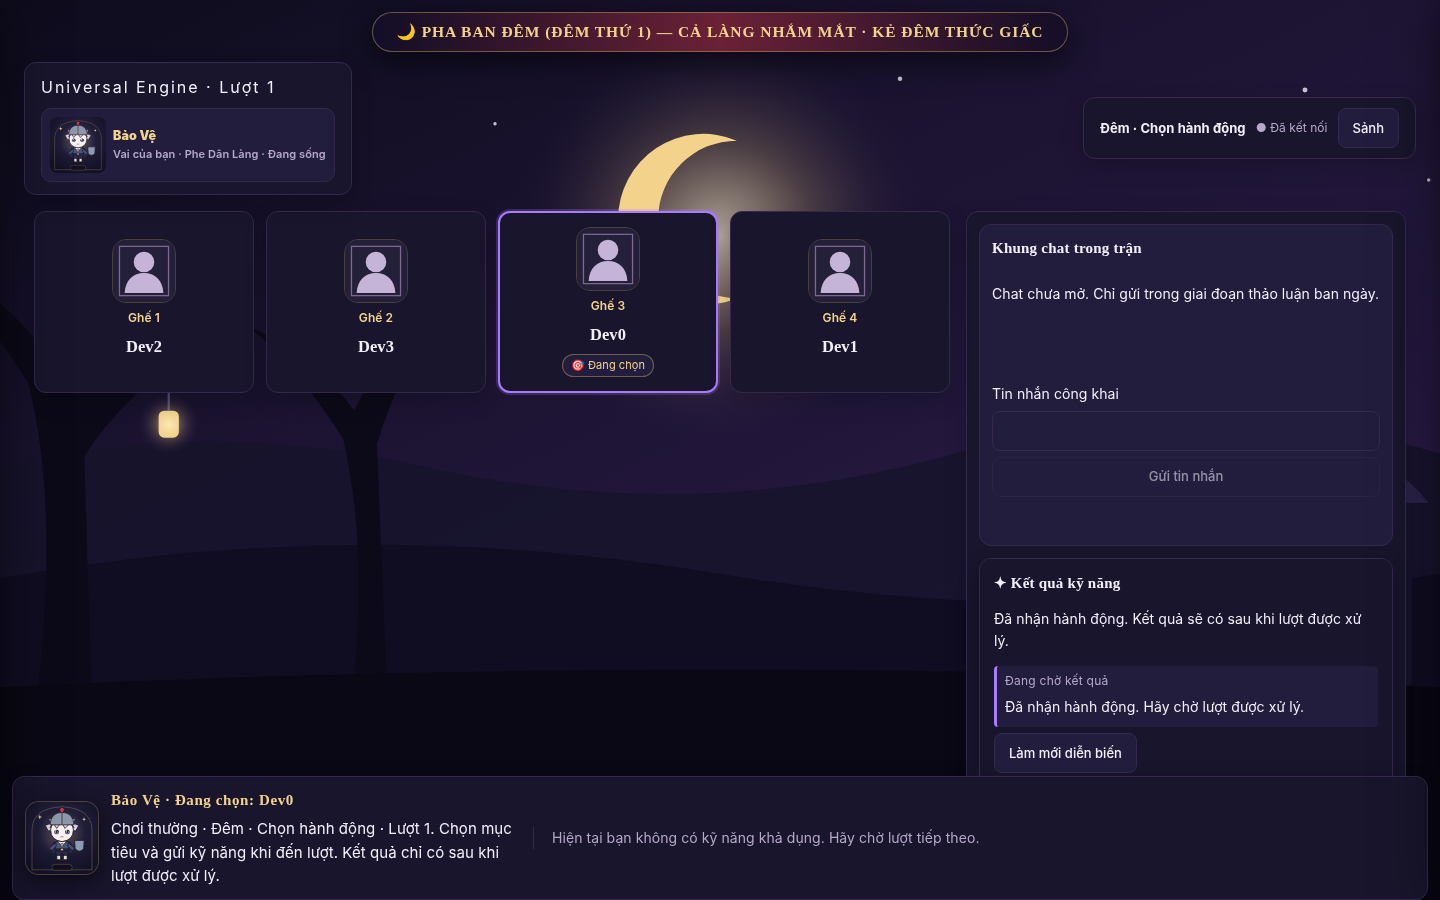 🌙 PHA BAN ĐÊM (ĐÊM THỨ 1) — CẢ LÀNG NHẮM MẮT · KẺ ĐÊM THỨC GIẤC
Universal Engine · Lượt 1
Bảo Vệ
Vai của bạn · Phe Dân Làng · Đang sống
Đêm · Chọn hành động
Đã kết nối
Sảnh
Ghế 1
Dev2
Ghế 2
Dev3
Ghế 3
Dev0
🎯 Đang chọn
Ghế 4
Dev1
Khung chat trong trận
Chat chưa mở. Chỉ gửi trong giai đoạn thảo luận ban ngày.
Tin nhắn công khai
Gửi tin nhắn
✦ Kết quả kỹ năng
Đã nhận hành động. Kết quả sẽ có sau khi lượt được xử
lý.
Đang chờ kết quả
Đã nhận hành động. Hãy chờ lượt được xử lý.
Làm mới diễn biến
Bảo Vệ · Đang chọn: Dev0
Chơi thường · Đêm · Chọn hành động · Lượt 1. Chọn mục
tiêu và gửi kỹ năng khi đến lượt. Kết quả chỉ có sau khi
lượt được xử lý.
Hiện tại bạn không có kỹ năng khả dụng. Hãy chờ lượt tiếp theo.